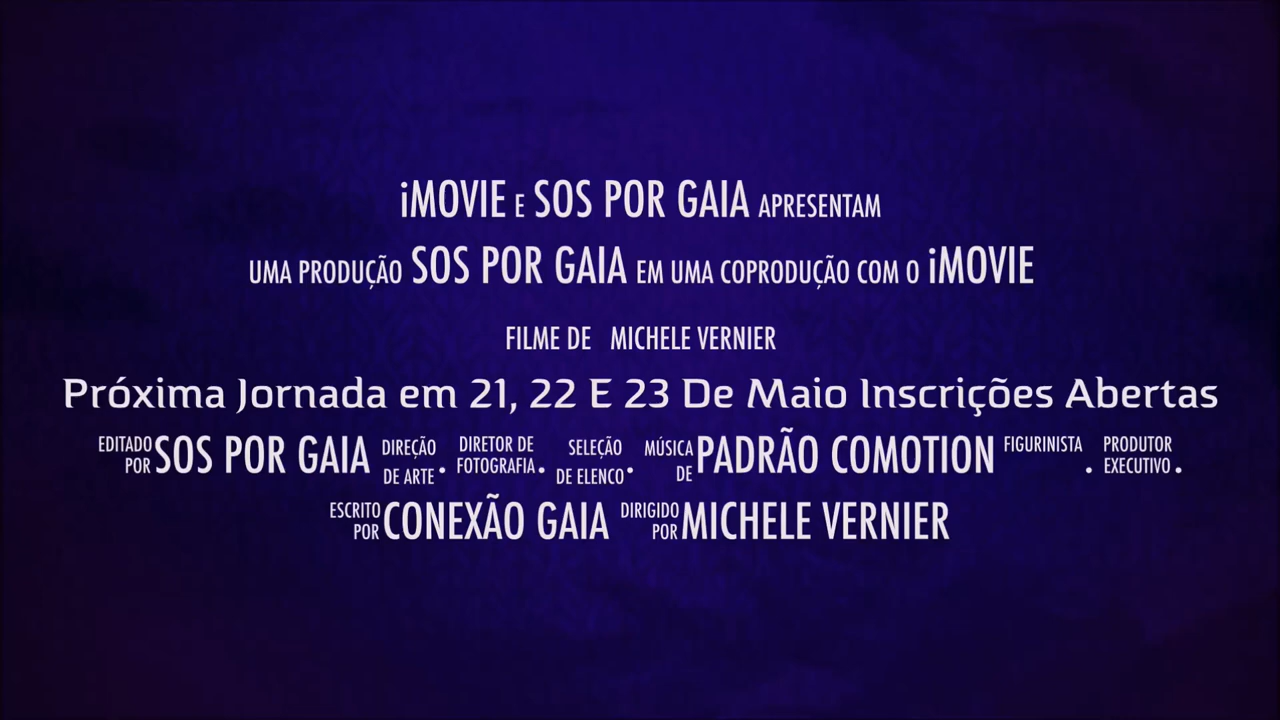 iMOVIE E SOS POR GAIA APRESENTAM
UMA PRODUÇÃO SOS POR GAIA EM UMA COPRODUÇÃO COM O iMOVIE
FILME DE MICHELE VERNIER
Próxima Jornada em 21, 22 E 23 De Maio Inscrições Abertas
EDITADO POR SOS POR GAIA DIREÇÃO DE ARTE . DIRETOR DE FOTOGRAFIA . SELEÇÃO DE ELENCO . MÚSICA DE PADRÃO COMOTION FIGURINISTA . PRODUTOR EXECUTIVO .
ESCRITO POR CONEXÃO GAIA DIRIGIDO POR MICHELE VERNIER